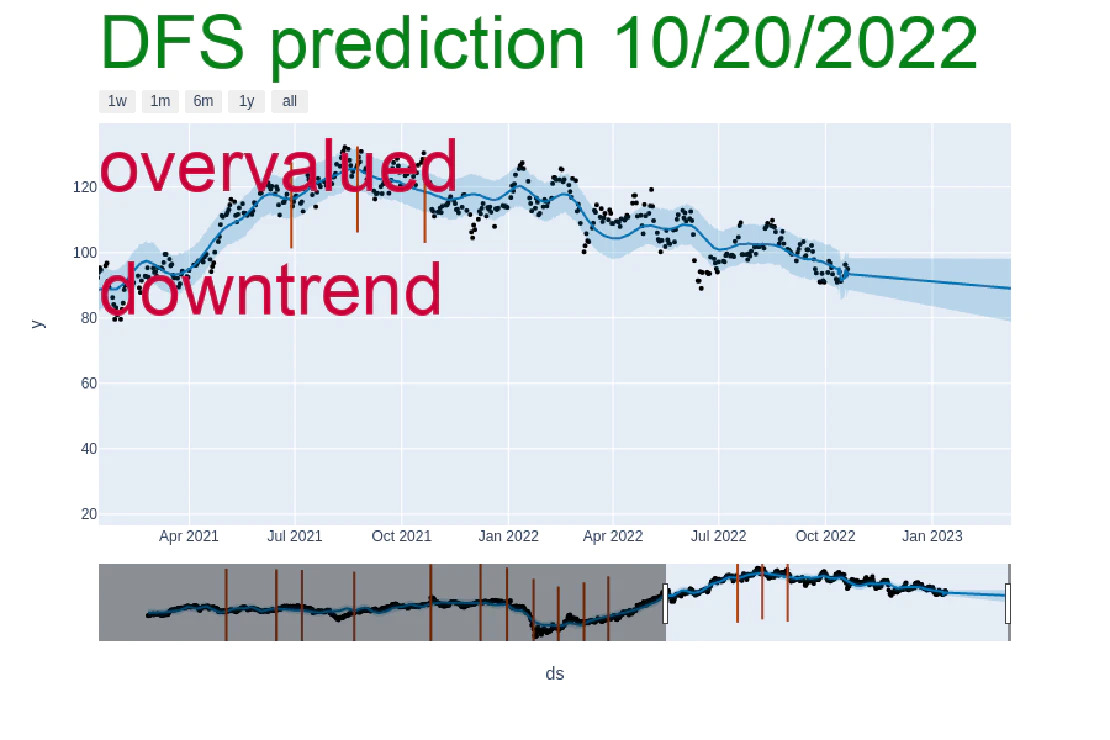 DFS prediction 10/20/2022
1w 1m 6m 1y all
overvalued
120
100
downtrend
80
y
60
40
20
Apr 2021 Jul 2021 Oct 2021 Jan 2022 Apr 2022 Jul 2022 Oct 2022 Jan 2023
ds